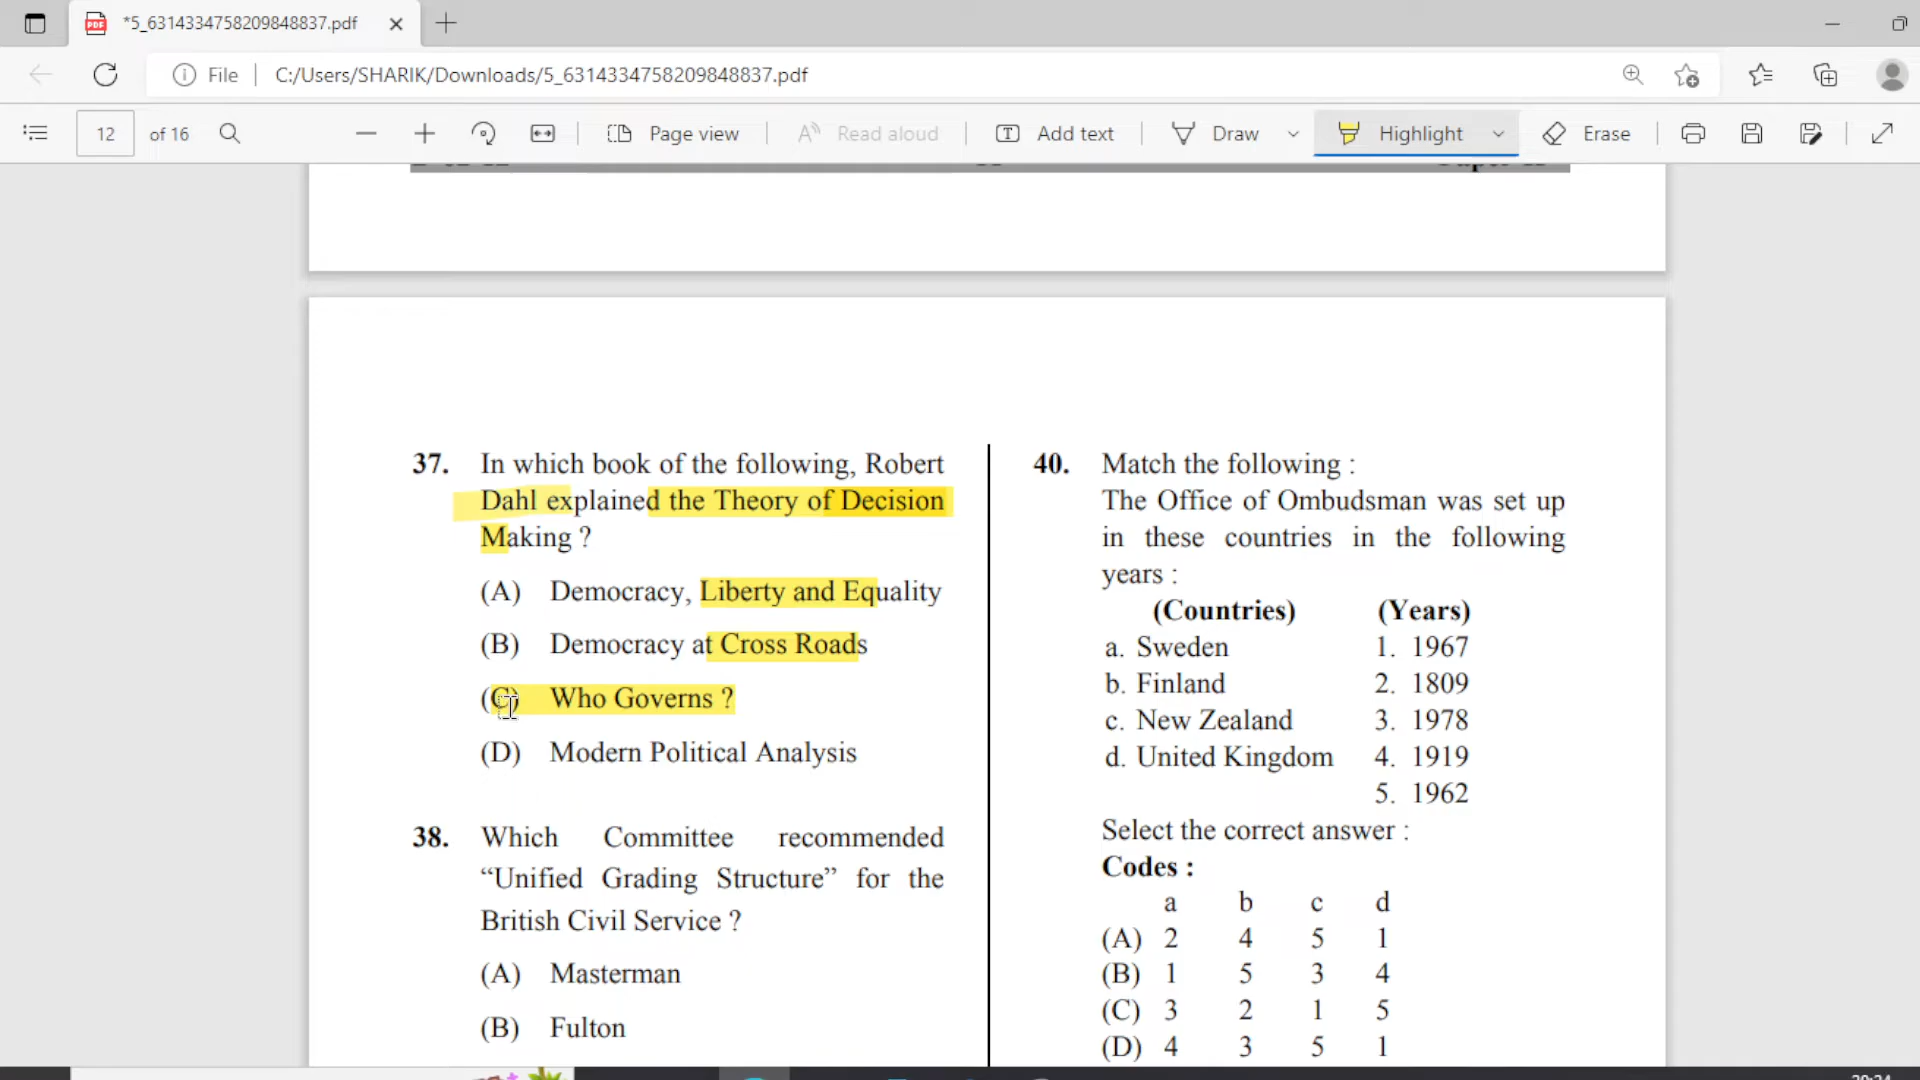 *5_6314334758209848837.pdf
File
C:/Users/SHARIK/Downloads/5_6314334758209848837.pdf
12 of 16
Page view
Read aloud
Add text
Draw
Highlight
Erase
37. In which book of the following, Robert
Dahl explained the Theory of Decision
Making ?
(A) Democracy, Liberty and Equality
(B) Democracy at Cross Roads
(C) Who Governs ?
(D) Modern Political Analysis
38. Which Committee recommended
“Unified Grading Structure” for the
British Civil Service ?
(A) Masterman
(B) Fulton
40. Match the following :
The Office of Ombudsman was set up
in these countries in the following
years :
(Countries) (Years)
a. Sweden 1. 1967
b. Finland 2. 1809
c. New Zealand 3. 1978
d. United Kingdom 4. 1919
5. 1962
Select the correct answer :
Codes :
a b c d
(A) 2 4 5 1
(B) 1 5 3 4
(C) 3 2 1 5
(D) 4 3 5 1